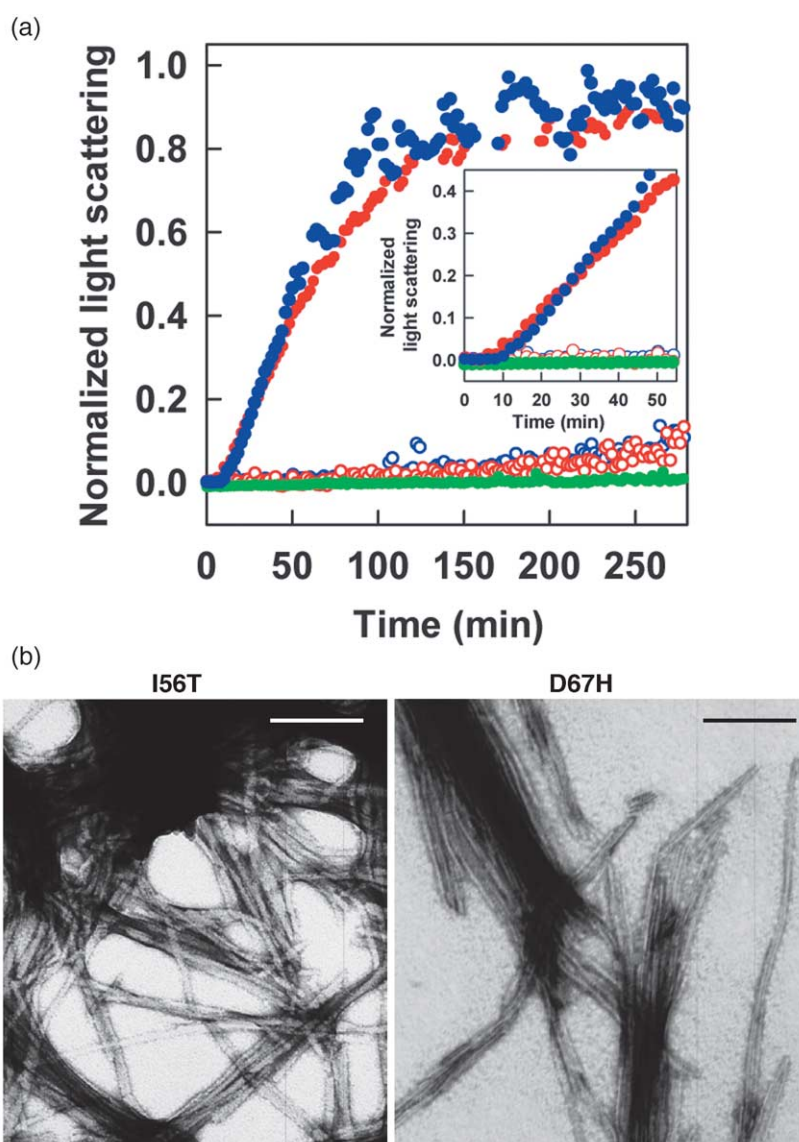 (a)
Normalized light scattering
1.0
0.8
0.6
0.4
0.2
0.0
0 50 100 150 200 250
Time (min)
Normalized
light scattering
0.4
0.3
0.2
0.1
0.0
0 10 20 30 40 50
Time (min)
(b)
I56T D67H